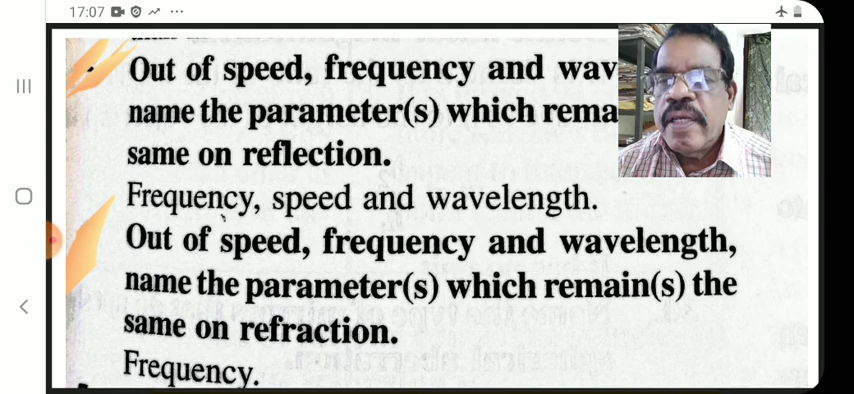 17:07
Out of speed, frequency and wav
name the parameter(s) which rema
same on reflection.
Frequency, speed and wavelength.
Out of speed, frequency and wavelength,
name the parameter(s) which remain(s) the
same on refraction.
Frequency.